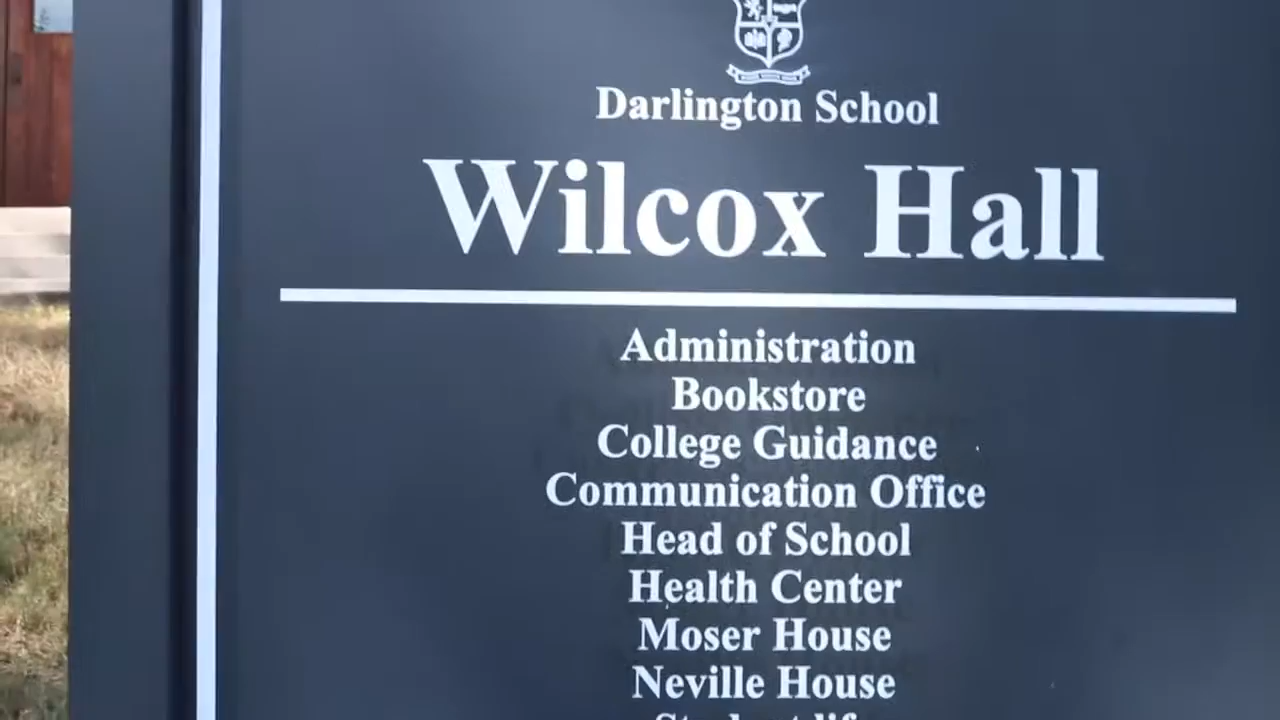 Darlington School
Wilcox Hall
Administration
Bookstore
College Guidance
Communication Office
Head of School
Health Center
Moser House
Neville House